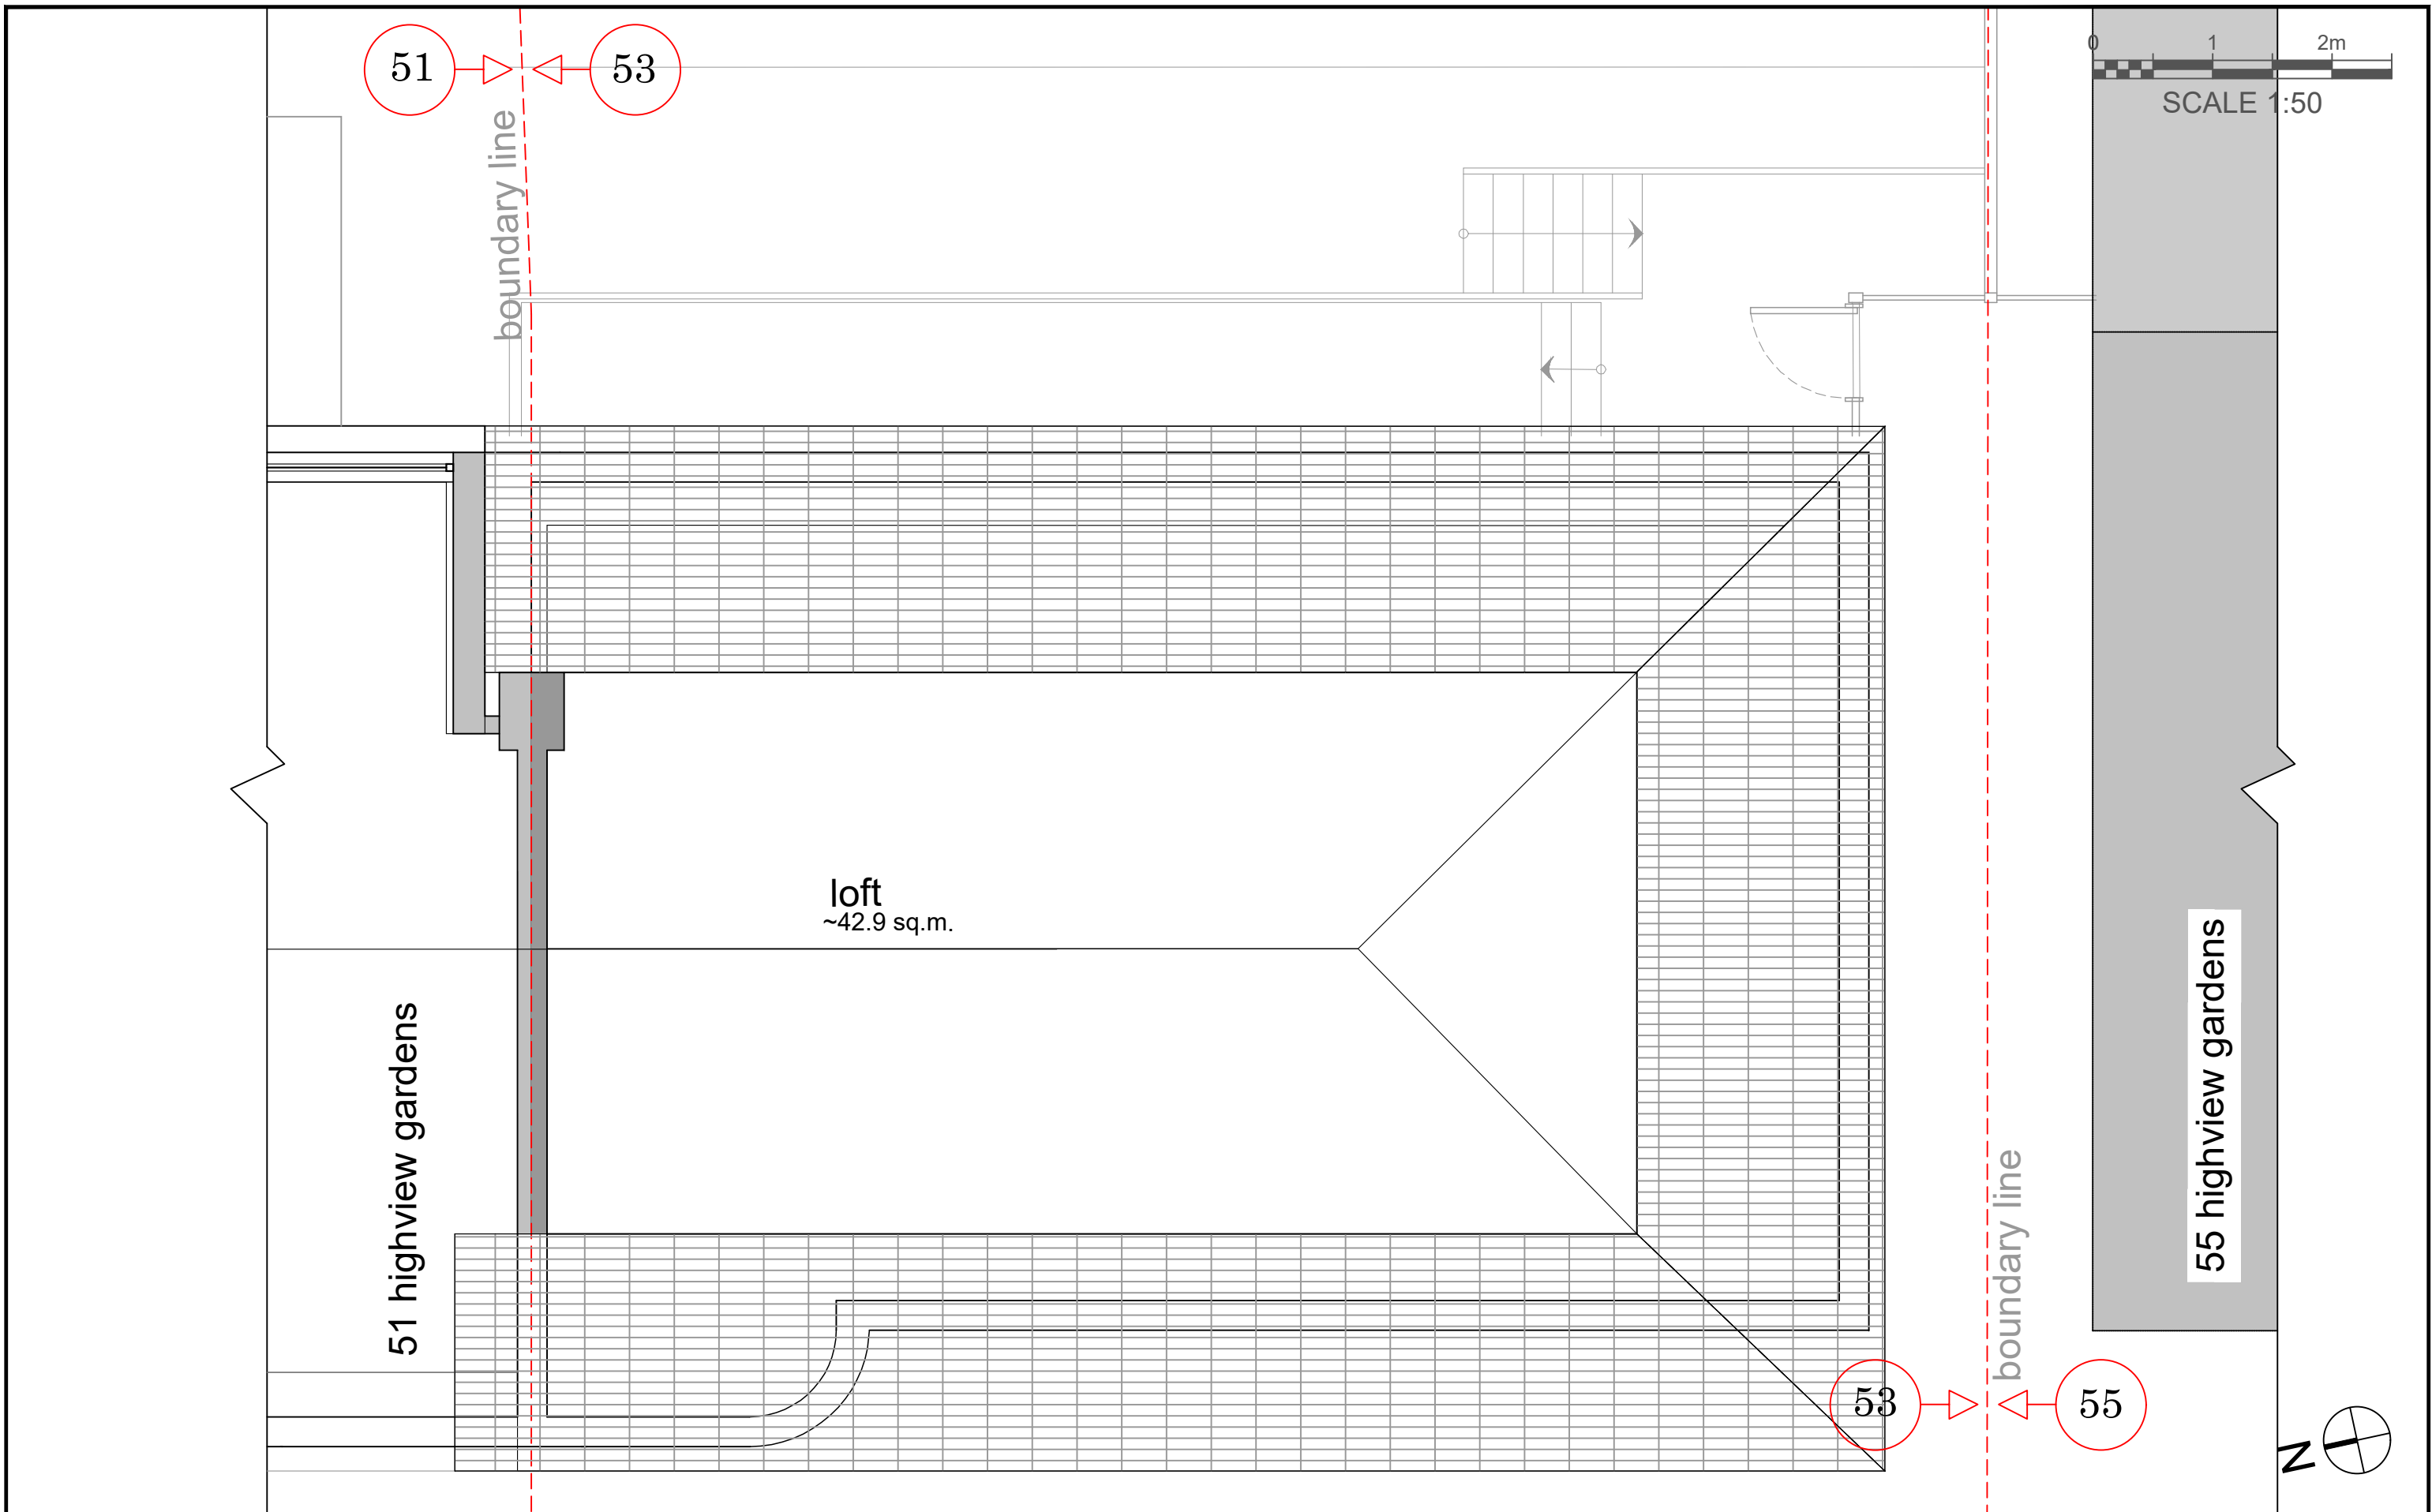 51
53
0 1 2m
SCALE 1:50
boundary line
loft
~42.9 sq.m.
51 highview gardens
55 highview gardens
boundary line
53
55
N